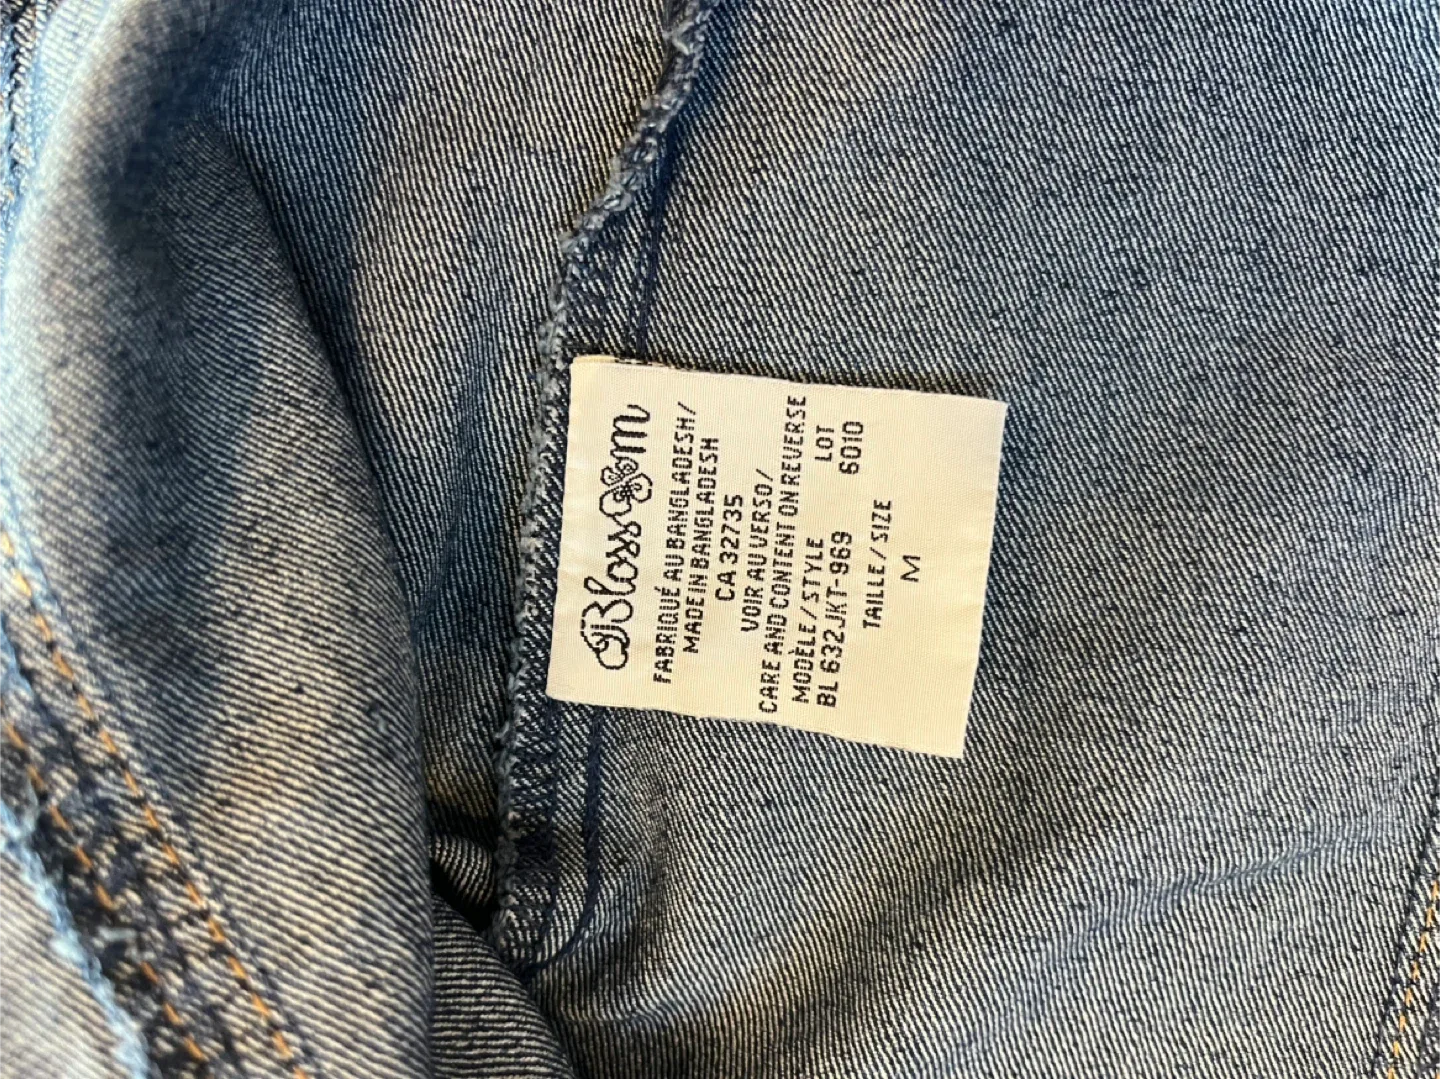 Blossom
FABRIQUÉ AU BANGLADESH/
MADE IN BANGLADESH
CA 32735
VOIR AU VERSO/
CARE AND CONTENT ON REVERSE
MODÈLE/STYLE LOT
BL 632JKT-969 6010
TAILLE/SIZE
M